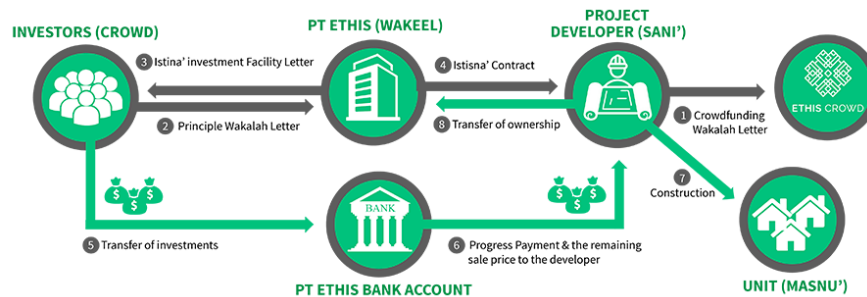 INVESTORS (CROWD)
PT ETHIS (WAKEEL)
PROJECT
DEVELOPER (SANI’)
3 Istina’ investment Facility Letter
4 Istisna’ Contract
ETHIS CROWD
2 Principle Wakalah Letter
8 Transfer of ownership
1 Crowdfunding
Wakalah Letter
7
Construction
$ $ $
$ $ $
BANK
5 Transfer of investments
6 Progress Payment & the remaining
sale price to the developer
PT ETHIS BANK ACCOUNT
UNIT (MASNU’)